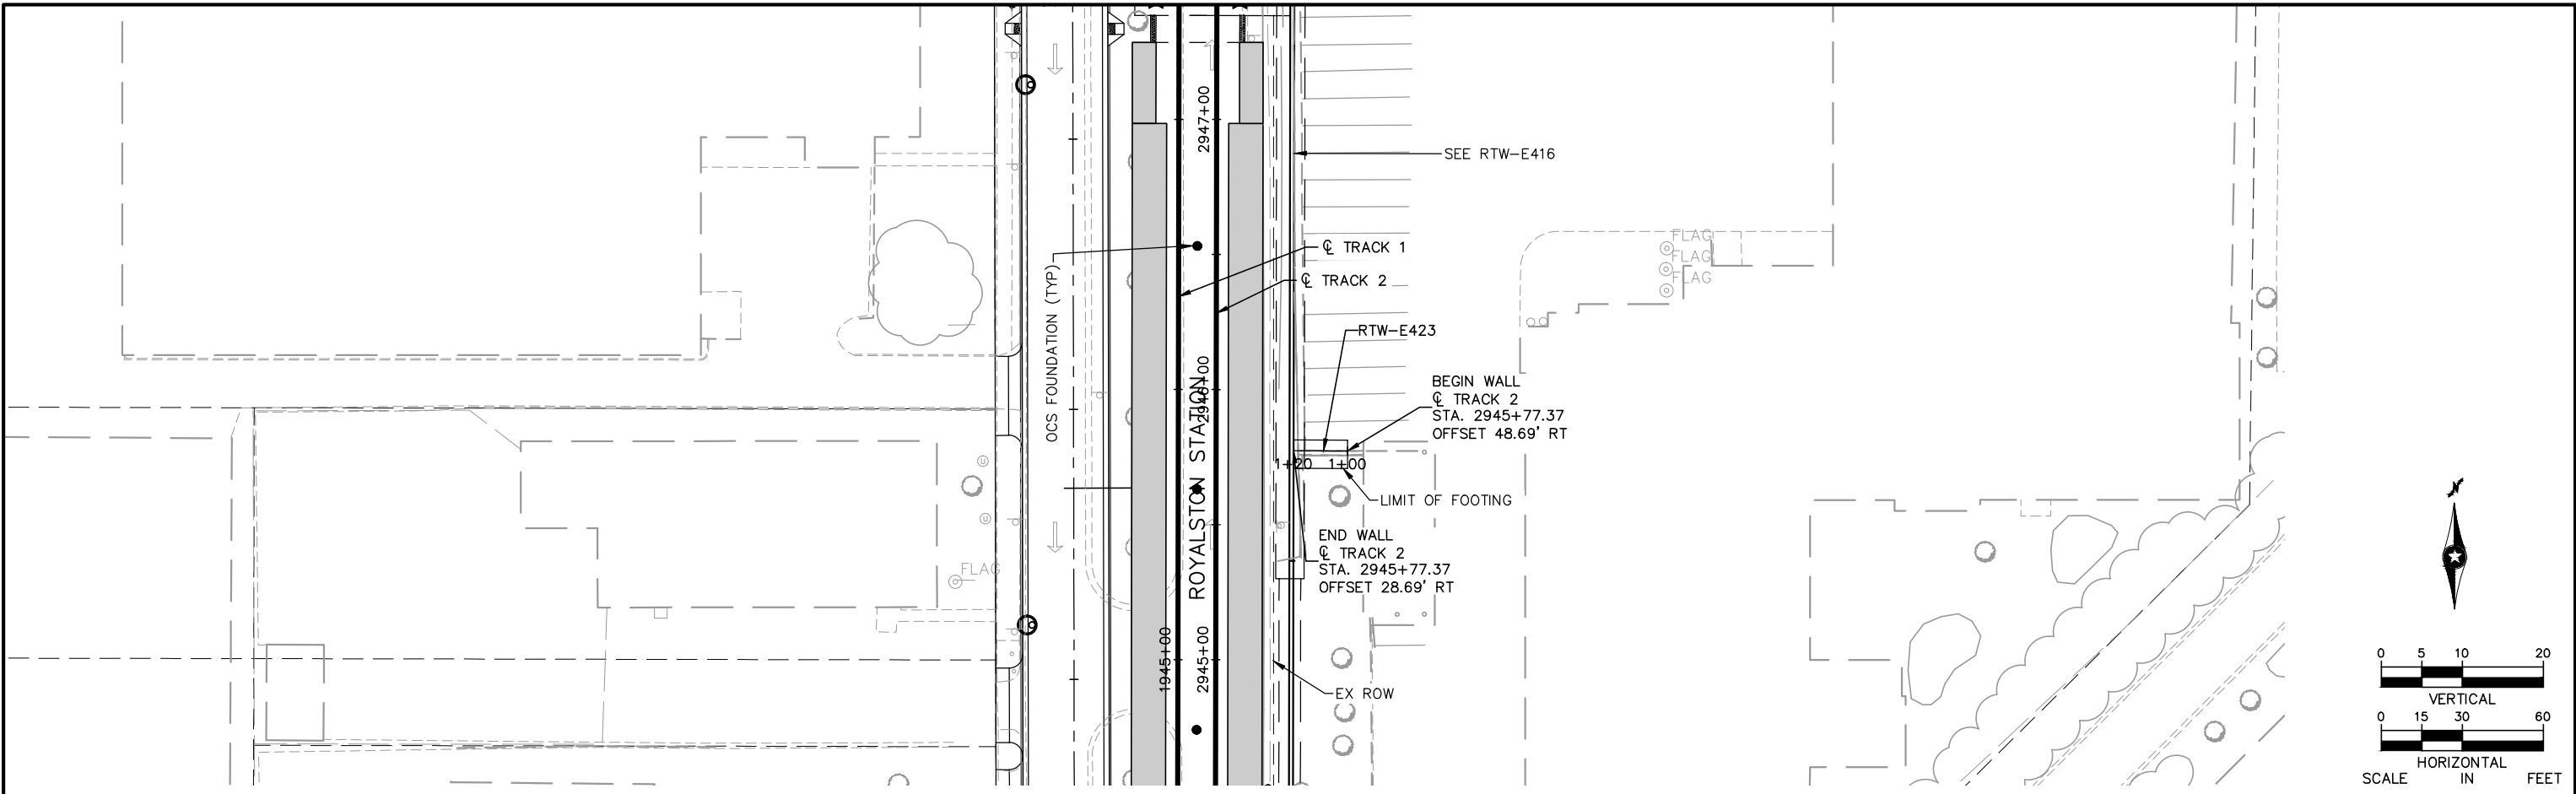 2947+00
SEE RTW-E416
℄ TRACK 1
℄ TRACK 2
OCS FOUNDATION (TYP)
FLAG
FLAG
FLAG
RTW-E423
2946+00
BEGIN WALL
℄ TRACK 2
STA. 2945+77.37
OFFSET 48.69' RT
1+20 1+00
LIMIT OF FOOTING
ROYALSTON STATION
END WALL
℄ TRACK 2
STA. 2945+77.37
OFFSET 28.69' RT
U
U
FLAG
1945+00
2945+00
EX ROW
N
0 5 10 20
VERTICAL
0 15 30 60
HORIZONTAL
SCALE IN FEET